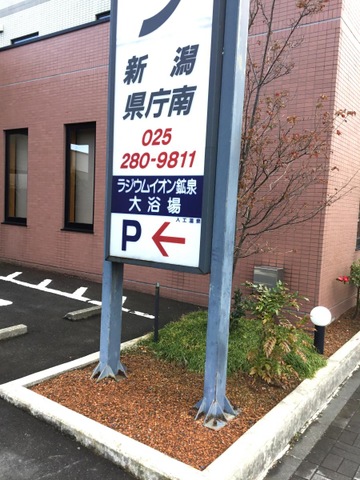 新潟
県庁南
025
280-9811
ラジウムイオン鉱泉
大浴場
人工温泉
P ←